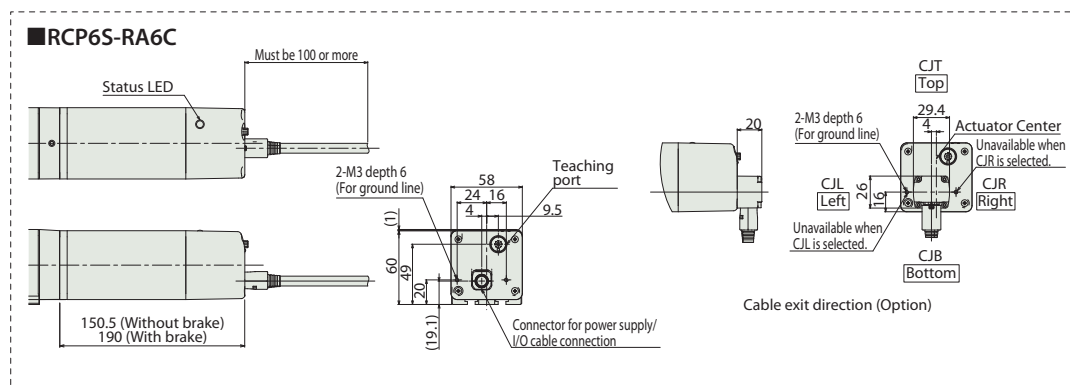 ■RCP6S-RA6C
Must be 100 or more
Status LED
2-M3 depth 6
(For ground line)
Teaching
port
58
24
16
4
9.5
(1)
60
49
20
(19.1)
150.5 (Without brake)
190 (With brake)
Connector for power supply/
I/O cable connection
20
CJT
Top
29.4
4
2-M3 depth 6
(For ground line)
Actuator Center
Unavailable when
CJR is selected.
CJL
Left
26
16
CJR
Right
Unavailable when
CJL is selected.
CJB
Bottom
Cable exit direction (Option)